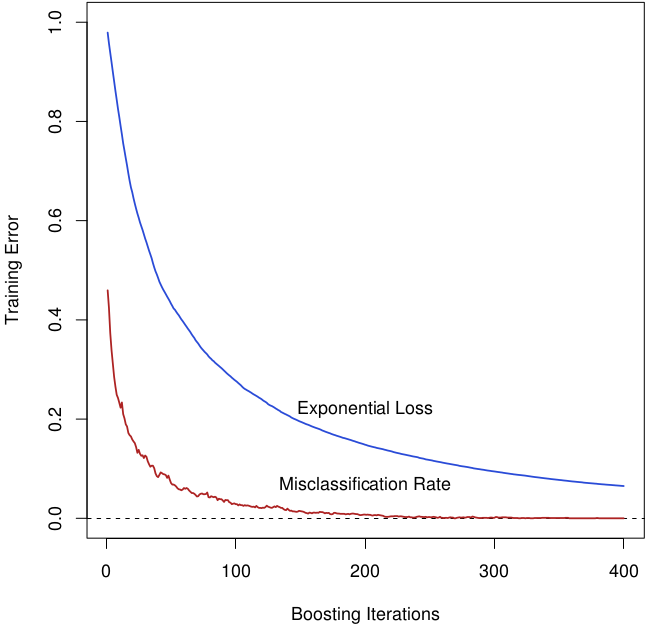 1.0
0.8
0.6
0.4
0.2
0.0
Training Error
Exponential Loss
Misclassification Rate
0 100 200 300 400
Boosting Iterations